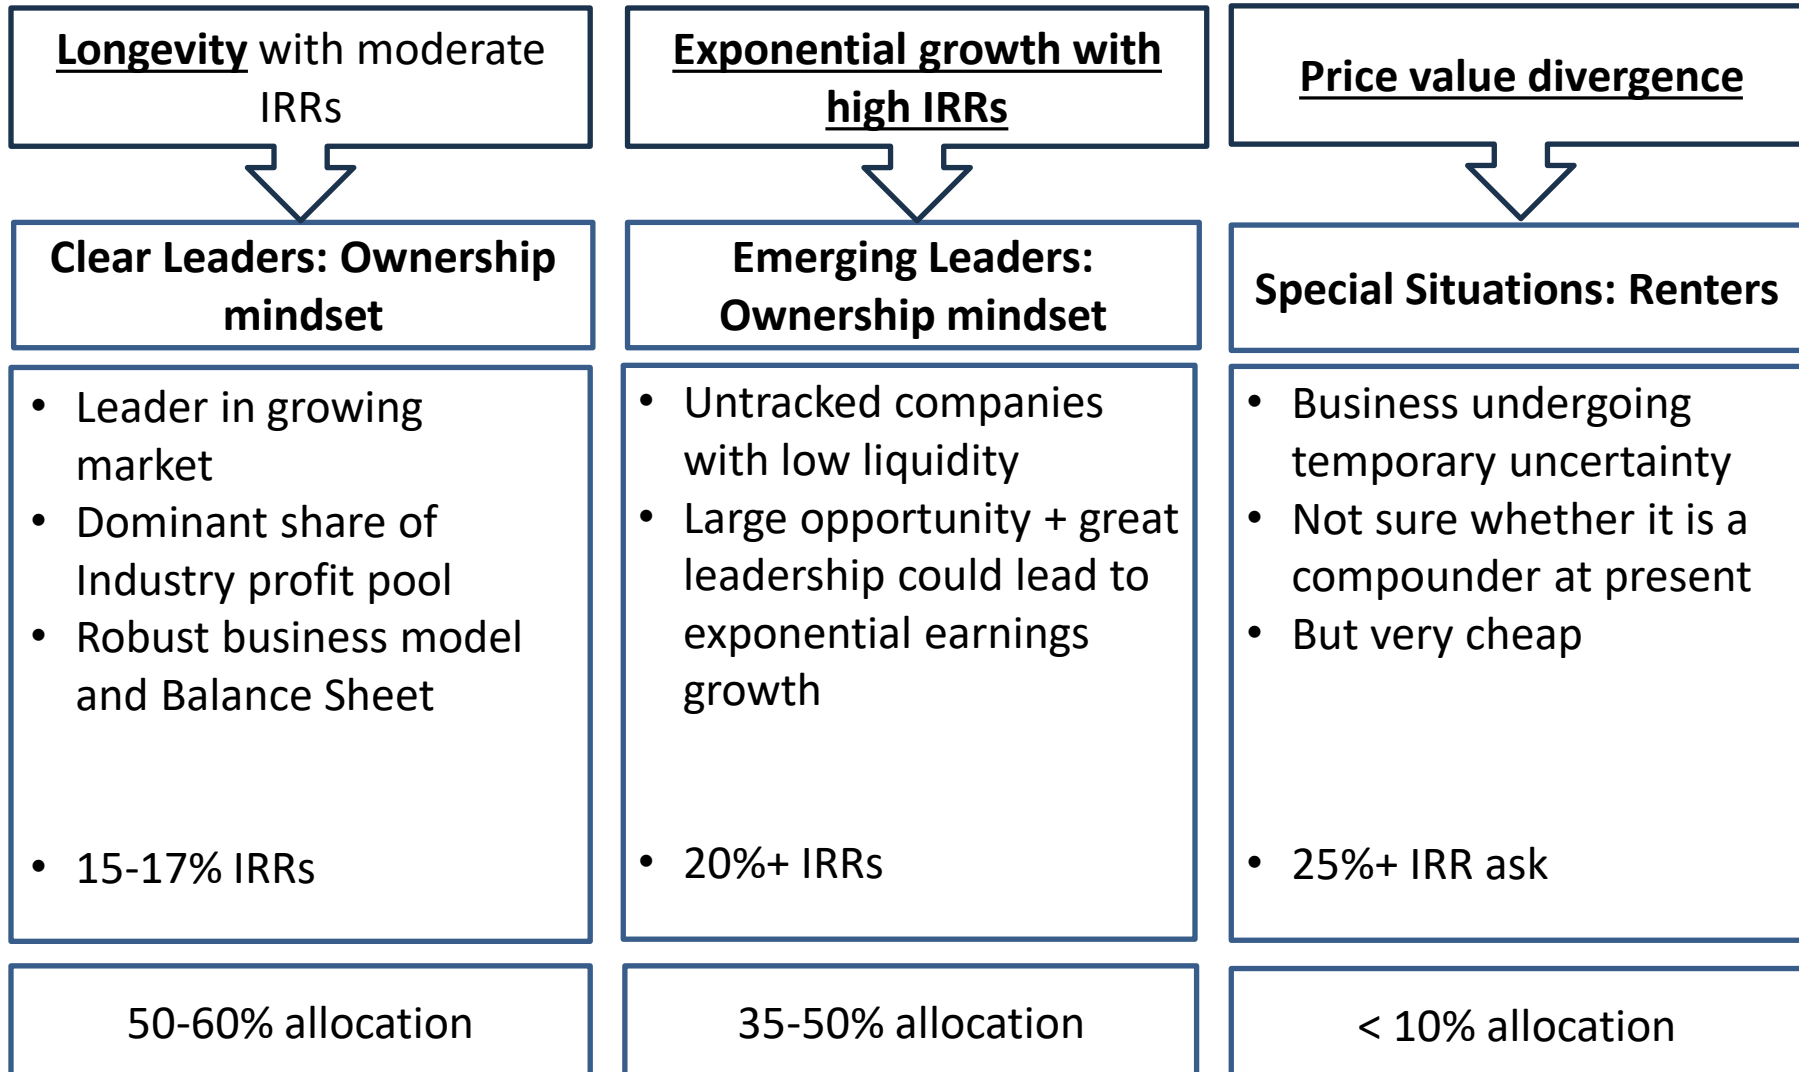 Longevity with moderate
IRRs
Clear Leaders: Ownership
mindset
• Leader in growing
market
• Dominant share of
Industry profit pool
• Robust business model
and Balance Sheet
• 15-17% IRRs
50-60% allocation
Exponential growth with
high IRRs
Emerging Leaders:
Ownership mindset
• Untracked companies
with low liquidity
• Large opportunity + great
leadership could lead to
exponential earnings
growth
• 20%+ IRRs
35-50% allocation
Price value divergence
Special Situations: Renters
• Business undergoing
temporary uncertainty
• Not sure whether it is a
compounder at present
• But very cheap
• 25%+ IRR ask
< 10% allocation